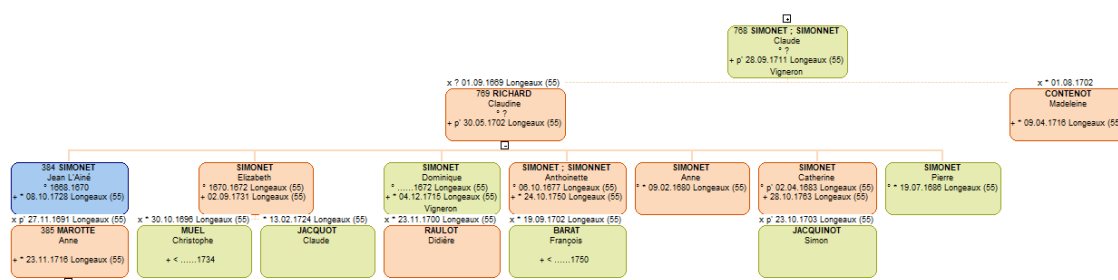 768 SIMONET ; SIMONNET
Claude
° ?
+ p' 28.09.1711 Longeaux (55)
Vigneron
x ? 01.09.1669 Longeaux (55)
x * 01.08.1702
769 RICHARD
Claudine
° ?
+ p' 30.05.1702 Longeaux (55)
CONTENOT
Madeleine
+ * 09.04.1716 Longeaux (55)
384 SIMONET
Jean L'Ainé
° 1668.1670
+ * 08.10.1728 Longeaux (55)
SIMONET
Elizabeth
° 1670.1672 Longeaux (55)
+ 02.09.1731 Longeaux (55)
SIMONET
Dominique
° ......1672 Longeaux (55)
+ * 04.12.1715 Longeaux (55)
Vigneron
SIMONET ; SIMONNET
Anthoinette
° 06.10.1677 Longeaux (55)
+ * 24.10.1750 Longeaux (55)
SIMONET
Anne
° * 09.02.1680 Longeaux (55)
SIMONET
Catherine
° p' 02.04.1683 Longeaux (55)
+ 28.10.1763 Longeaux (55)
SIMONET
Pierre
° * 19.07.1686 Longeaux (55)
x p' 27.11.1691 Longeaux (55)
x * 30.10.1696 Longeaux (55)
* 13.02.1724 Longeaux (55)
x * 23.11.1700 Longeaux (55)
x * 19.09.1702 Longeaux (55)
x p' 23.10.1703 Longeaux (55)
385 MAROTTE
Anne
+ * 23.11.1716 Longeaux (55)
MUEL
Christophe
+ < ......1734
JACQUOT
Claude
RAULOT
Didière
BARAT
François
+ < ......1750
JACQUINOT
Simon